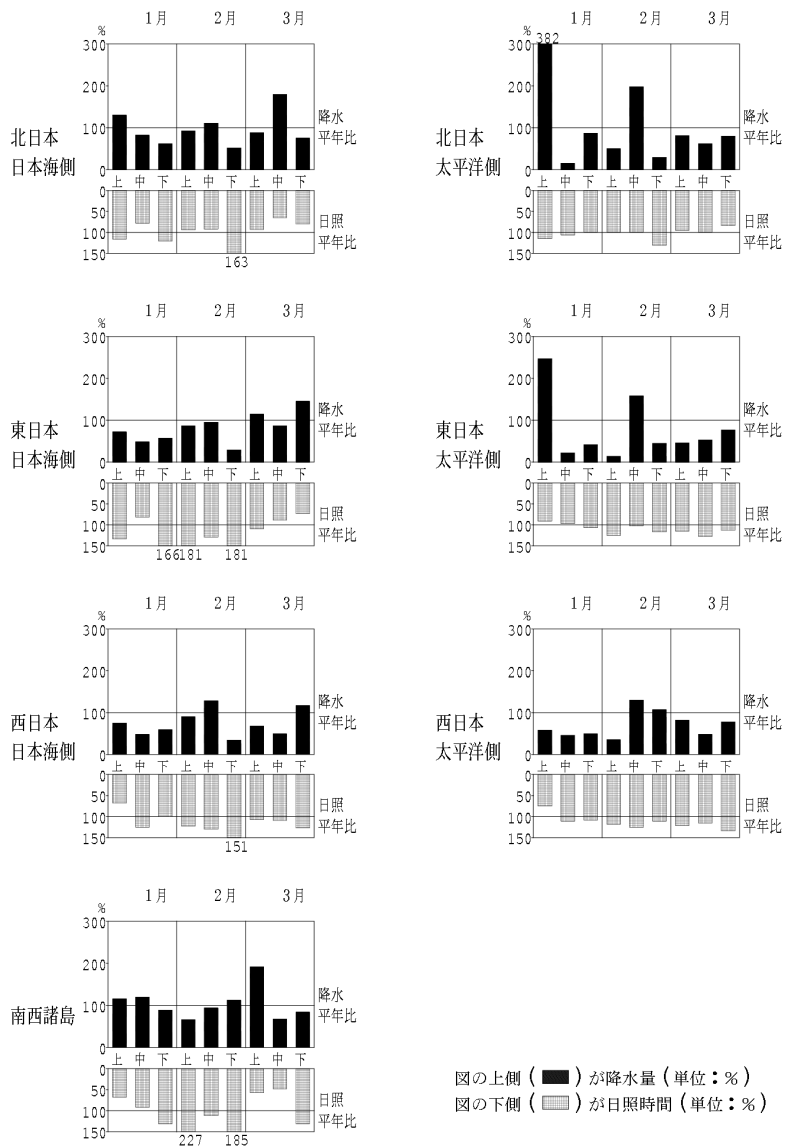 1月 2月 3月
%
300
200
100
0
降水
平年比
北日本
日本海側
上 中 下 上 中 下 上 中 下
0
50
100
150
日照
平年比
163
1月 2月 3月
%
382
300
200
100
0
降水
平年比
北日本
太平洋側
上 中 下 上 中 下 上 中 下
0
50
100
150
日照
平年比
1月 2月 3月
%
300
200
100
0
降水
平年比
東日本
日本海側
上 中 下 上 中 下 上 中 下
0
50
100
150
日照
平年比
166 181 181
1月 2月 3月
%
300
200
100
0
降水
平年比
東日本
太平洋側
上 中 下 上 中 下 上 中 下
0
50
100
150
日照
平年比
1月 2月 3月
%
300
200
100
0
降水
平年比
西日本
日本海側
上 中 下 上 中 下 上 中 下
0
50
100
150
日照
平年比
151
1月 2月 3月
%
300
200
100
0
降水
平年比
西日本
太平洋側
上 中 下 上 中 下 上 中 下
0
50
100
150
日照
平年比
1月 2月 3月
%
300
200
100
0
降水
平年比
南西諸島
上 中 下 上 中 下 上 中 下
0
50
100
150
日照
平年比
227 185
図の上側(■)が降水量(単位:%)
図の下側( )が日照時間(単位:%)